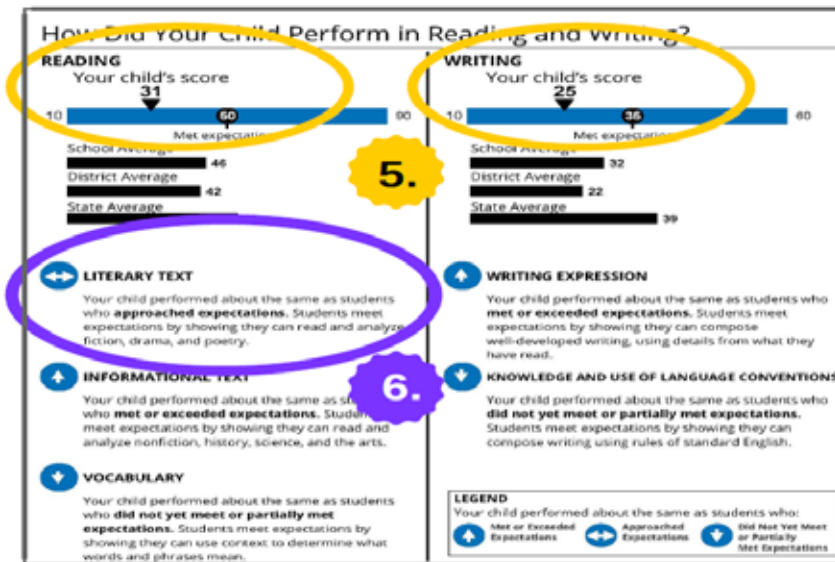 How Did Your Child Perform in Reading and Writing?
READING
Your child's score
31
10 50 90
Met expectations
School Average
46
District Average
42
State Average
LITERARY TEXT
Your child performed about the same as students
who approached expectations. Students meet
expectations by showing they can read and analyze
fiction, drama, and poetry.
INFORMATIONAL TEXT
Your child performed about the same as
who met or exceeded expectations.
meet expectations by showing they can read and
analyze nonfiction, history, science, and the arts.
VOCABULARY
Your child performed about the same as students
who did not yet meet or partially met
expectations. Students meet expectations by
showing they can use context to determine what
words and phrases mean.
5.
6.
WRITING
Your child's score
25
10 35 60
Met expectations
School Average
32
District Average
22
State Average
39
WRITING EXPRESSION
Your child performed about the same as students who
met or exceeded expectations. Students meet
expectations by showing they can compose
well-developed writing, using details from what they
have read.
KNOWLEDGE AND USE OF LANGUAGE CONVENTIONS
Your child performed about the same as students who
did not yet meet or partially met expectations.
Students meet expectations by showing they can
compose writing using rules of standard English.
LEGEND
Your child performed about the same as students who:
Met or Exceeded
Expectations
Approached
Expectations
Did Not Yet Meet
or Partially
Met Expectations